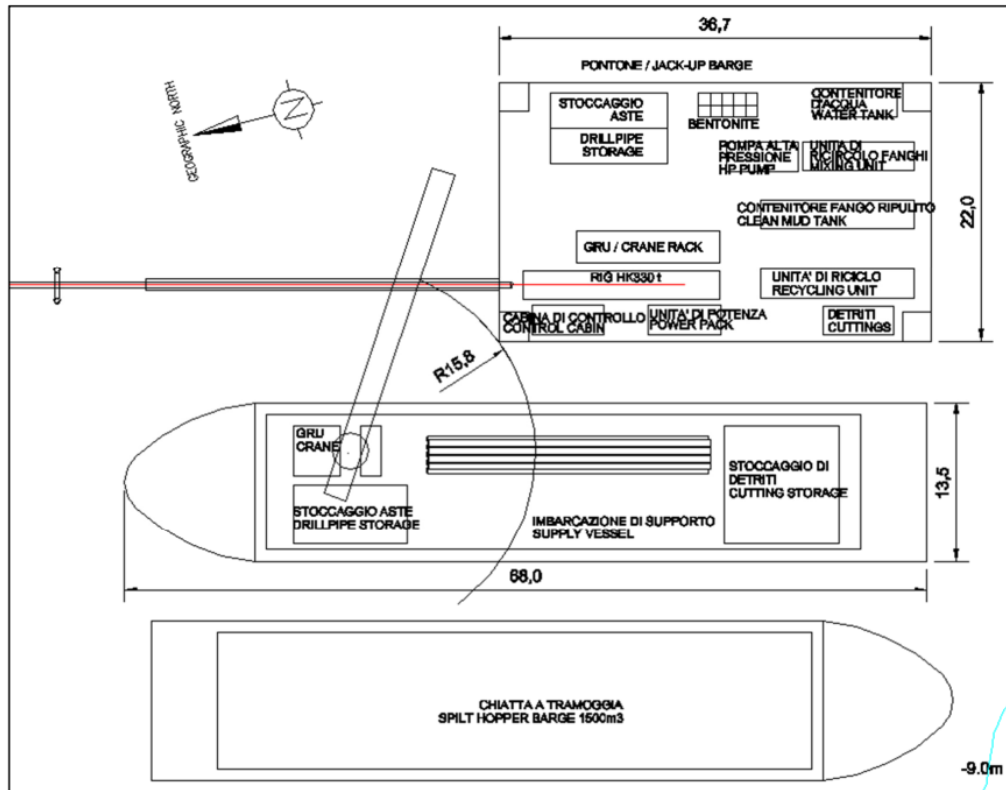 36,7
PONTONE / JACK-UP BARGE
GEOGRAPHIC NORTH
N
STOCCAGGIO
ASTE
DRILLPIPE
STORAGE
BENTONITE
CONTENITORE
D'ACQUA
WATER TANK
POMPA ALTA
PRESSIONE
HP PUMP
UNITA DI
RICIRCOLO FANGHI
MIXING UNIT
CONTENITORE FANGO RIPULITO
CLEAN MUD TANK
22,0
GRU / CRANE RACK
RIG HK330 t
UNITA' DI RICICLO
RECYCLING UNIT
CABINA DI CONTROLLO
CONTROL CABIN
UNITA' DI POTENZA
POWER PACK
DETRITI
CUTTINGS
R15,8
GRU
CRANE
STOCCAGGIO DI
DETRITI
CUTTING STORAGE
13,5
STOCCAGGIO ASTE
DRILLPIPE STORAGE
IMBARCAZIONE DI SUPPORTO
SUPPLY VESSEL
68,0
CHIATTA A TRAMOGGIA
SPILT HOPPER BARGE 1500m3
-9.0m